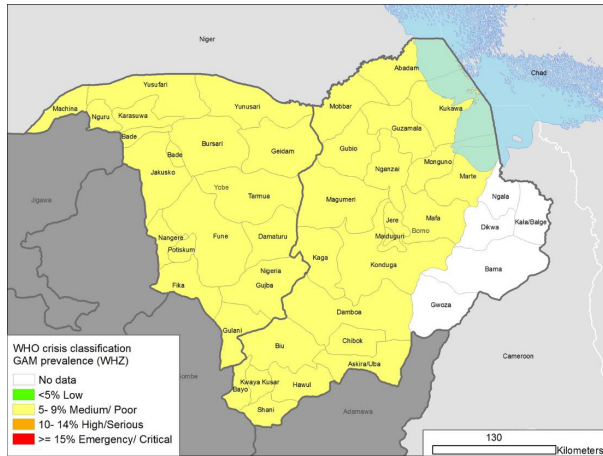 Niger
Chad
Abadam
Yusufari
Machina
Yunusari
Mobbar
Kukawa
Nguru
Karasuwa
Guzamala
Bade
Bursari
Geidam
Gubio
Bade
Nganzai
Monguno
Jakusko
Marte
Jigawa
Yobe
Tarmua
Magumeri
Ngala
Kala/Balge
Jere
Mafa
Nangere
Fune
Damaturu
Maiduguri
Borno
Dikwa
Potiskum
Kaga
Konduga
Bama
Fika
Nigeria
Gujba
Gwoza
Damboa
Gulani
Biu
Chibok
Cameroon
Askira/Uba
Kwaya Kusar
Bayo
Hawul
Shani
Gombe
Adamawa
WHO crisis classification
GAM prevalence (WHZ)
No data
<5% Low
5- 9% Medium/ Poor
10- 14% High/Serious
>= 15% Emergency/ Critical
130
Kilometers